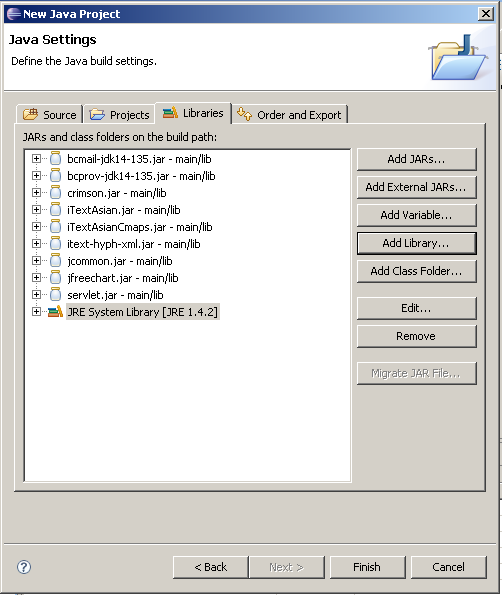 New Java Project
Java Settings
Define the Java build settings.
Source Projects Libraries Order and Export
JARs and class folders on the build path:
bcmail-jdk14-135.jar - main/lib
bcprov-jdk14-135.jar - main/lib
crimson.jar - main/lib
iTextAsian.jar - main/lib
iTextAsianCmaps.jar - main/lib
itext-hyph-xml.jar - main/lib
jcommon.jar - main/lib
jfreechart.jar - main/lib
servlet.jar - main/lib
JRE System Library [JRE 1.4.2]
Add JARs...
Add External JARs...
Add Variable...
Add Library...
Add Class Folder...
Edit...
Remove
Migrate JAR File...
? < Back Next > Finish Cancel